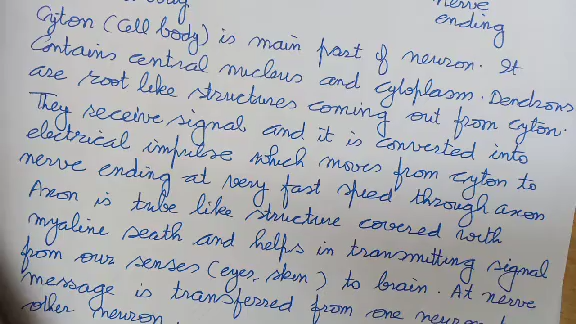 nerve
ending
Cyton (Cell body) is main part of neuron. It
Contains central nucleus and cytoplasm. Dendrons
are root like structures coming out from cyton.
They receive signal and it is converted into
electrical impulse which moves from cyton to
nerve ending at very fast speed through axon
Axon is tube like structure covered with
myaline seath and helps in transmitting signal
from our senses (eyes, skin) to brain. At nerve
message is transferred from one neuron
other neuron